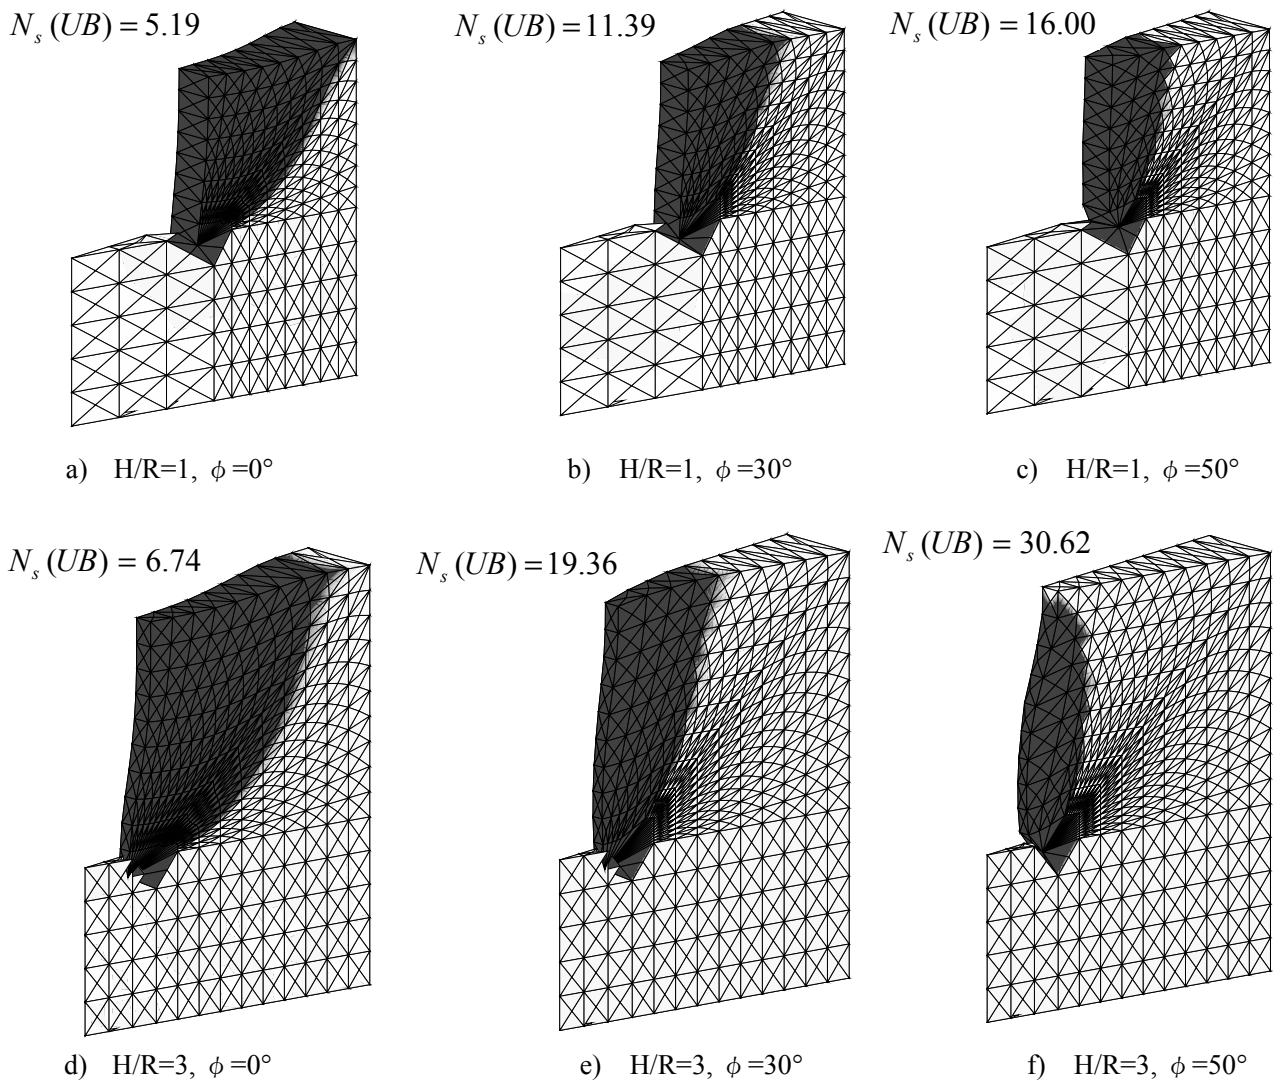 N_s (UB) = 5.19
N_s (UB) = 11.39
N_s (UB) = 16.00
a) H/R=1, ϕ=0°
b) H/R=1, ϕ=30°
c) H/R=1, ϕ=50°
N_s (UB) = 6.74
N_s (UB) = 19.36
N_s (UB) = 30.62
d) H/R=3, ϕ=0°
e) H/R=3, ϕ=30°
f) H/R=3, ϕ=50°